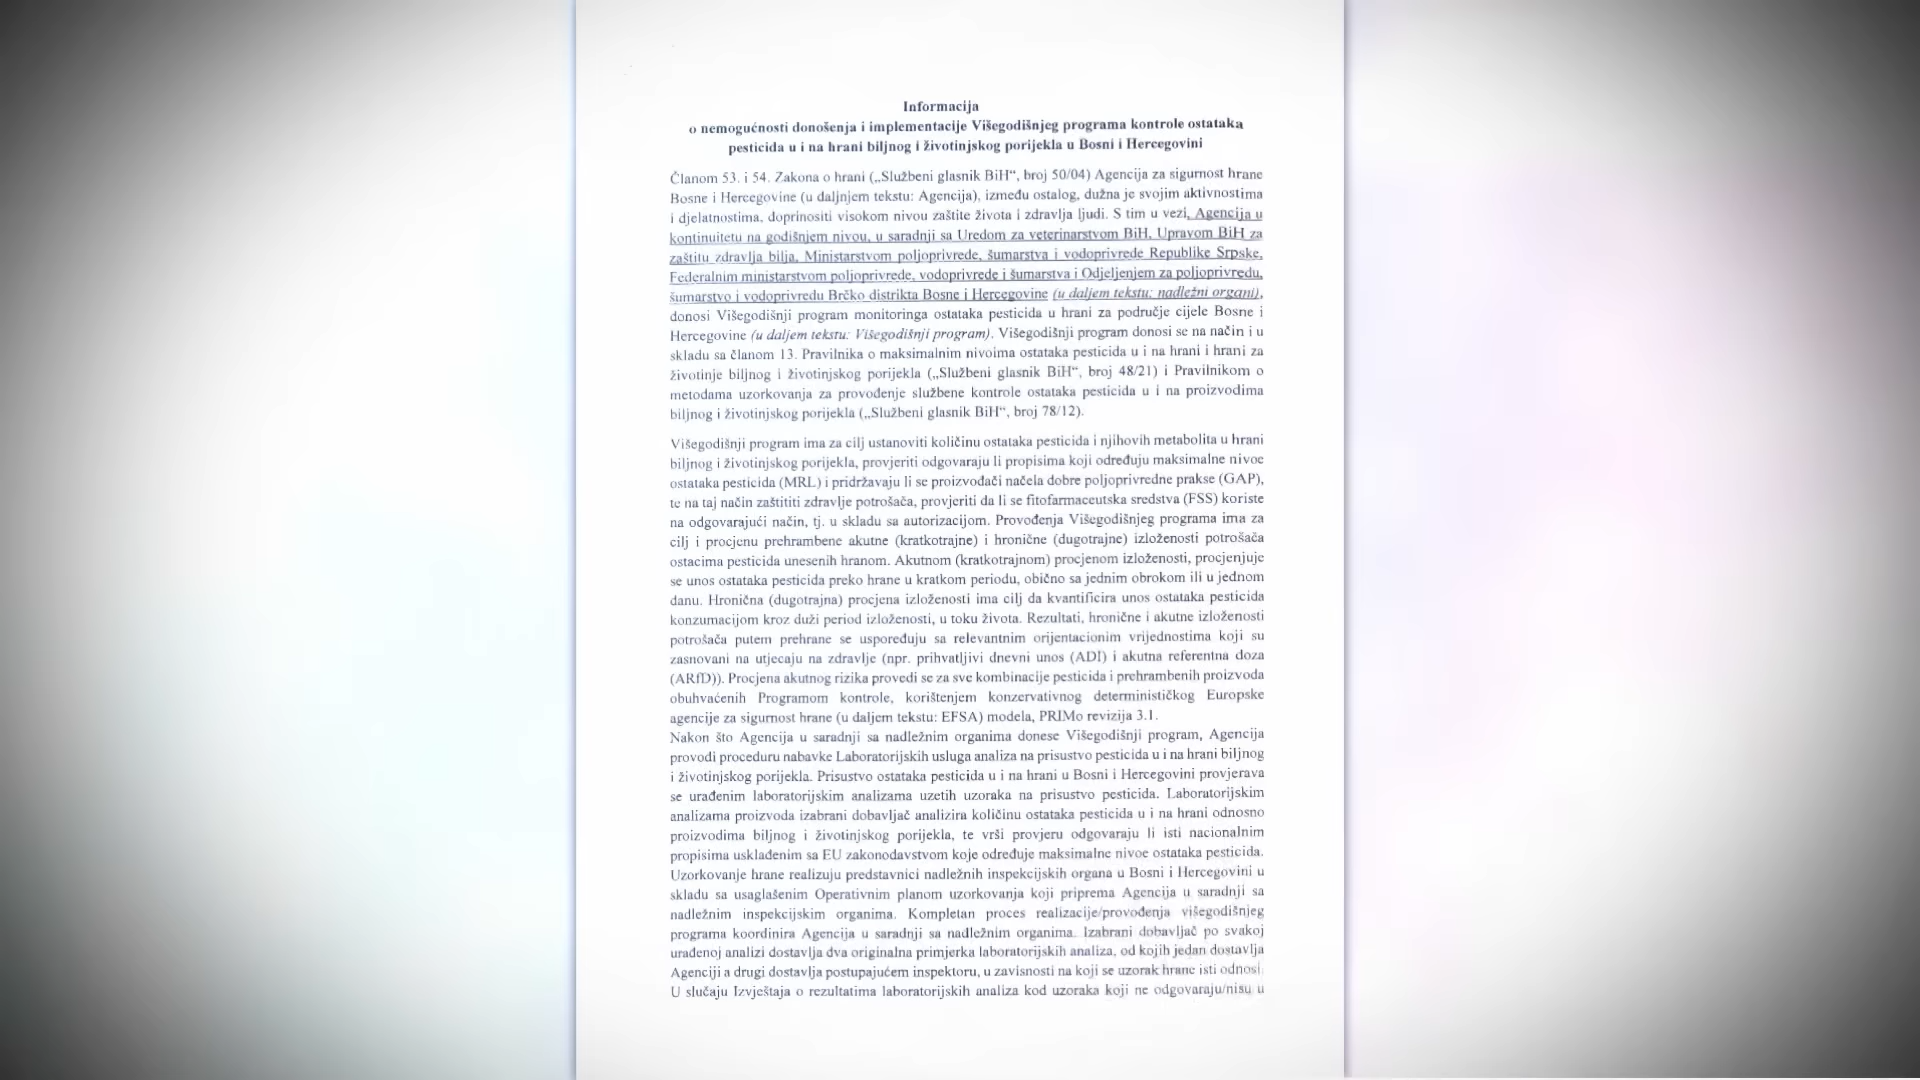 Informacija
o nemogućnosti donošenja i implementacije Višegodišnjeg programa kontrole ostataka
pesticida u i na hrani biljnog i životinjskog porijekla u Bosni i Hercegovini
Članom 53. i 54. Zakona o hrani („Službeni glasnik BiH“, broj 50/04) Agencija za sigurnost hrane
Bosne i Hercegovine (u daljnjem tekstu: Agencija), između ostalog, dužna je svojim aktivnostima
i djelatnostima, doprinositi visokom nivou zaštite života i zdravlja ljudi. S tim u vezi, Agencija u
kontinuitetu na godišnjem nivou, u saradnji sa Uredom za veterinarstvom BiH, Upravom BiH za
zaštitu zdravlja bilja, Ministarstvom poljoprivrede, šumarstva i vodoprivrede Republike Srpske,
Federalnim ministarstvom poljoprivrede, vodoprivrede i šumarstva i Odjeljenjem za poljoprivredu,
šumarstvo i vodoprivredu Brčko distrikta Bosne i Hercegovine (u daljem tekstu: nadležni organi),
donosi Višegodišnji program monitoringa ostataka pesticida u hrani za područje cijele Bosne i
Hercegovine (u daljem tekstu: Višegodišnji program). Višegodišnji program donosi se na način i u
skladu sa članom 13. Pravilnika o maksimalnim nivoima ostataka pesticida u i na hrani i hrani za
životinje biljnog i životinjskog porijekla („Službeni glasnik BiH“, broj 48/21) i Pravilnikom o
metodama uzorkovanja za provođenje službene kontrole ostataka pesticida u i na proizvodima
biljnog i životinjskog porijekla („Službeni glasnik BiH“, broj 78/12).
Višegodišnji program ima za cilj ustanoviti količinu ostataka pesticida i njihovih metabolita u hrani
biljnog i životinjskog porijekla, provjeriti odgovaraju li propisima koji određuju maksimalne nivoe
ostataka pesticida (MRL) i pridržavaju li se proizvođači načela dobre poljoprivredne prakse (GAP),
te na taj način zaštititi zdravlje potrošača, provjeriti da li se fitofarmaceutska sredstva (FSS) koriste
na odgovarajući način, tj. u skladu sa autorizacijom. Provođenja Višegodišnjeg programa ima za
cilj i procjenu prehrambene akutne (kratkotrajne) i hronične (dugotrajne) izloženosti potrošača
ostacima pesticida unesenih hranom. Akutnom (kratkotrajnom) procjenom izloženosti, procjenjuje
se unos ostataka pesticida preko hrane u kratkom periodu, obično sa jednim obrokom ili u jednom
danu. Hronična (dugotrajna) procjena izloženosti ima cilj da kvantificira unos ostataka pesticida
konzumacijom kroz duži period izloženosti, u toku života. Rezultati, hronične i akutne izloženosti
potrošača putem prehrane se uspoređuju sa relevantnim orijentacionim vrijednostima koji su
zasnovani na utjecaju na zdravlje (npr. prihvatljivi dnevni unos (ADI) i akutna referentna doza
(ARfD)). Procjena akutnog rizika provedi se za sve kombinacije pesticida i prehrambenih proizvoda
obuhvaćenih Programom kontrole, korištenjem konzervativnog determinističkog Europske
agencije za sigurnost hrane (u daljem tekstu: EFSA) modela, PRIMo revizija 3.1.
Nakon što Agencija u saradnji sa nadležnim organima donese Višegodišnji program, Agencija
provodi proceduru nabavke Laboratorijskih usluga analiza na prisustvo pesticida u i na hrani biljnog
i životinjskog porijekla. Prisustvo ostataka pesticida u i na hrani u Bosni i Hercegovini provjerava
se urađenim laboratorijskim analizama uzetih uzoraka na prisustvo pesticida. Laboratorijskim
analizama proizvoda izabrani dobavljač analizira količinu ostataka pesticida u i na hrani odnosno
proizvodima biljnog i životinjskog porijekla, te vrši provjeru odgovaraju li isti nacionalnim
propisima usklađenim sa EU zakonodavstvom koje određuje maksimalne nivoe ostataka pesticida.
Uzorkovanje hrane realizuju predstavnici nadležnih inspekcijskih organa u Bosni i Hercegovini u
skladu sa usaglašenim Operativnim planom uzorkovanja koji priprema Agencija u saradnji sa
nadležnim inspekcijskim organima. Kompletan proces realizacije/provođenja višegodišnjeg
programa koordinira Agencija u saradnji sa nadležnim organima. Izabrani dobavljač po svakoj
urađenoj analizi dostavlja dva originalna primjerka laboratorijskih analiza, od kojih jedan dostavlja
Agenciji a drugi dostavlja postupajućem inspektoru, u zavisnosti na koji se uzorak hrane isti odnosi.
U slučaju Izvještaja o rezultatima laboratorijskih analiza kod uzoraka koji ne odgovaraju/nisu u